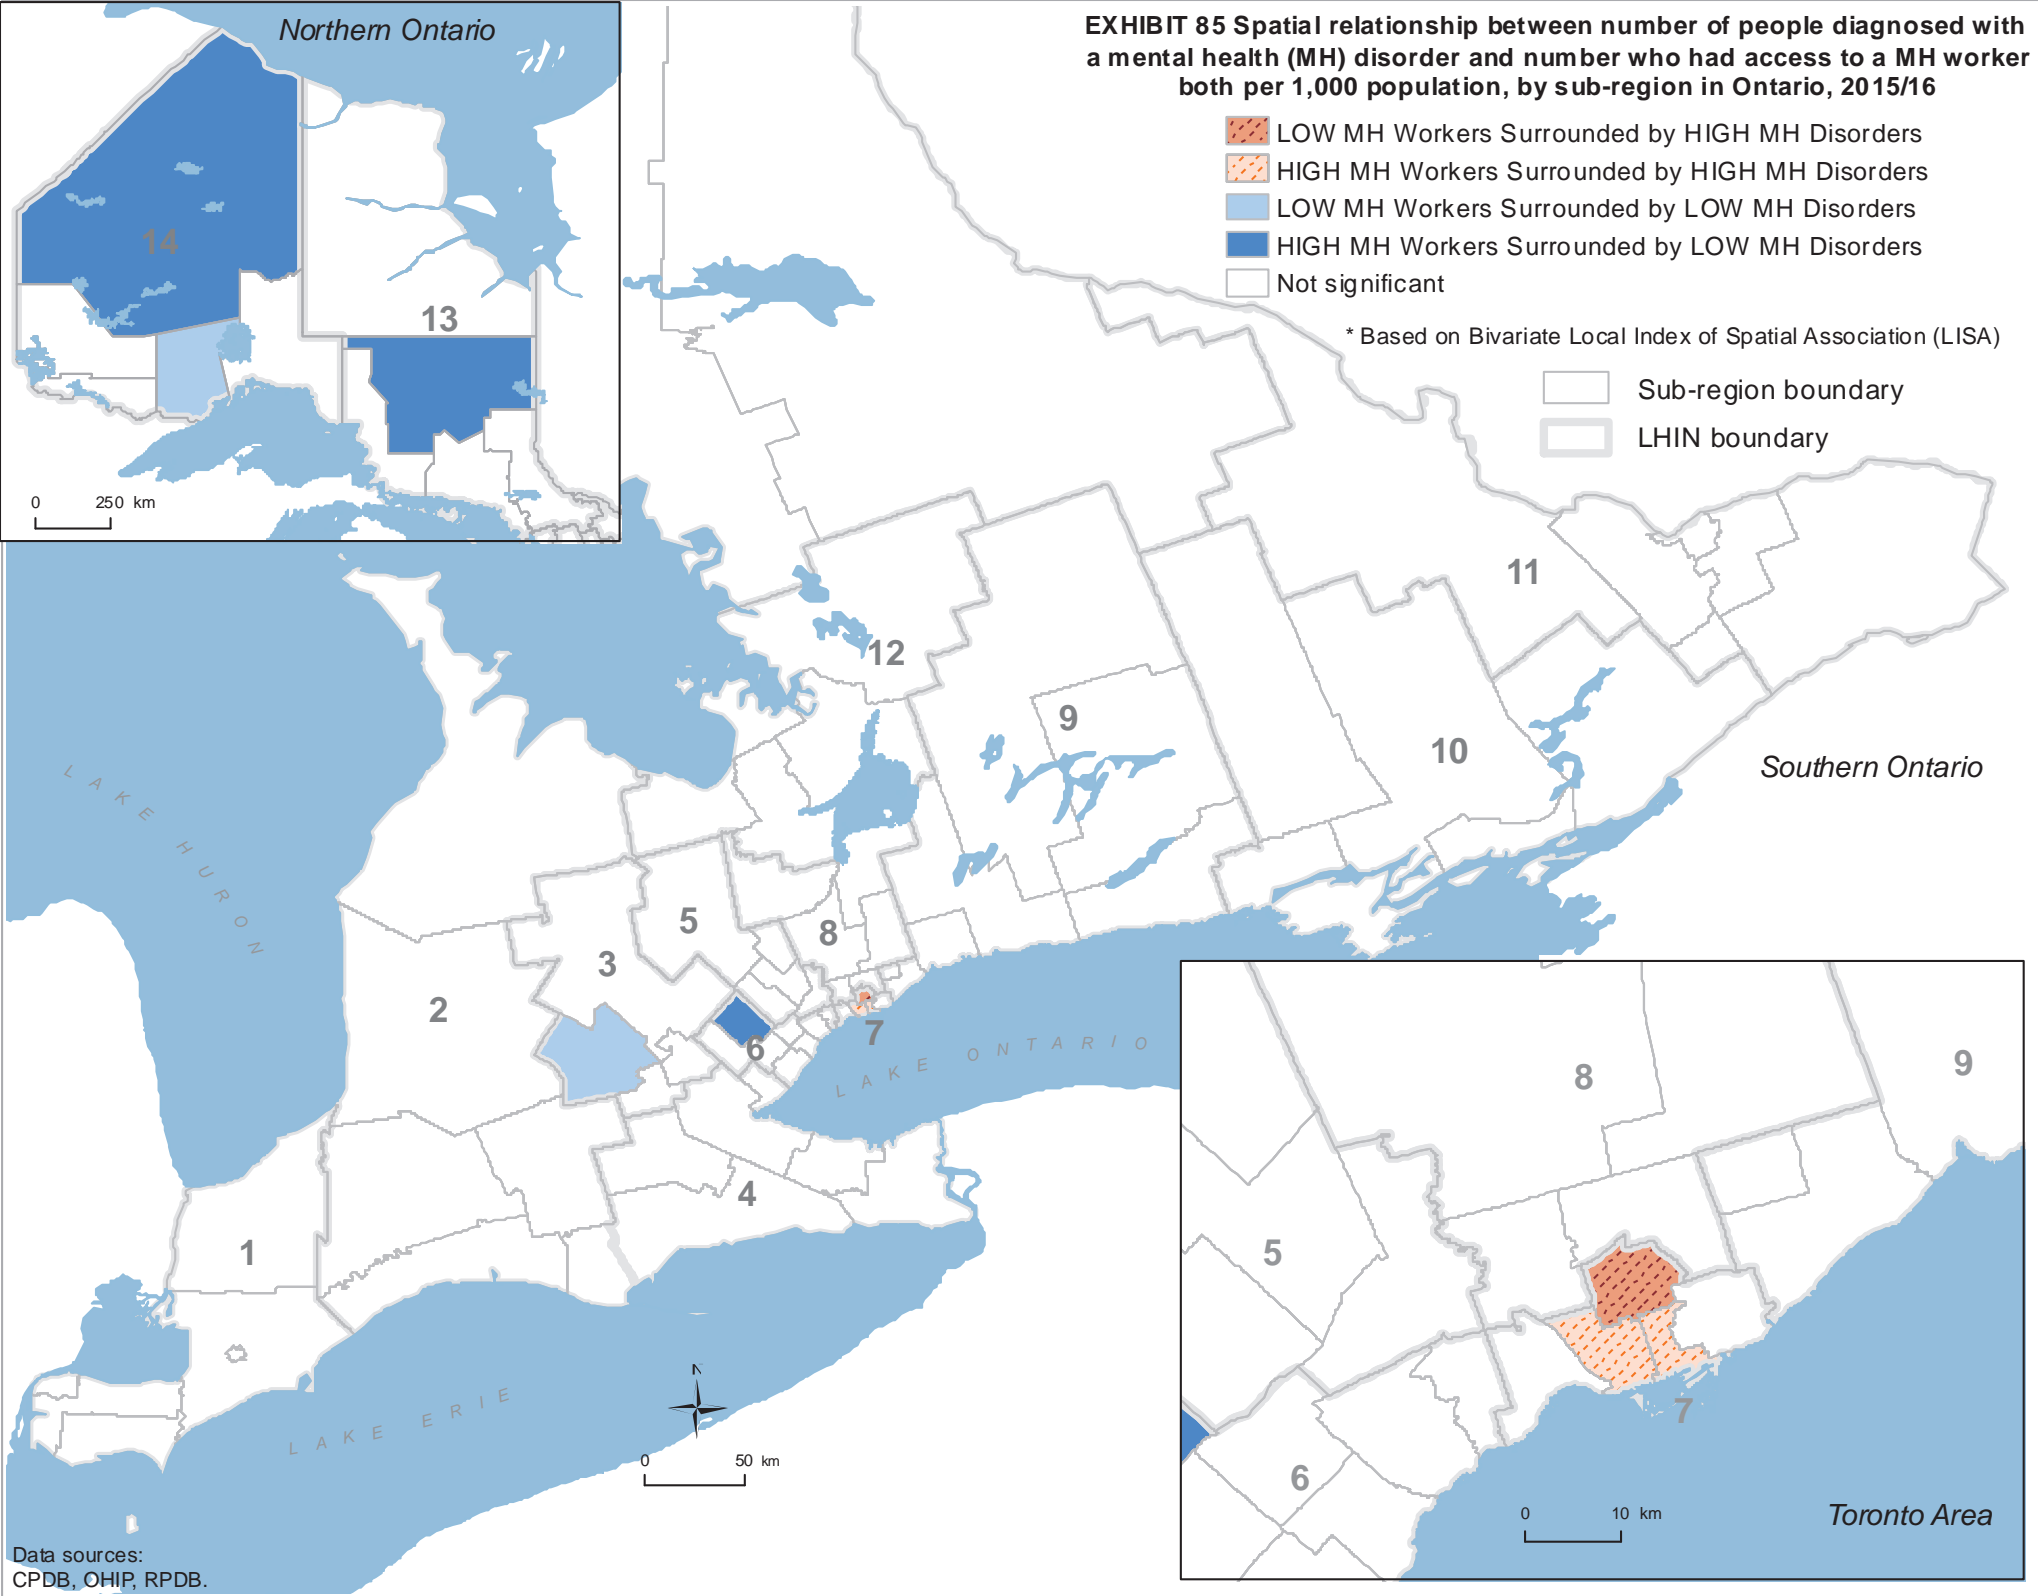 Northern Ontario
EXHIBIT 85 Spatial relationship between number of people diagnosed with
a mental health (MH) disorder and number who had access to a MH worker
both per 1,000 population, by sub-region in Ontario, 2015/16
LOW MH Workers Surrounded by HIGH MH Disorders
HIGH MH Workers Surrounded by HIGH MH Disorders
LOW MH Workers Surrounded by LOW MH Disorders
HIGH MH Workers Surrounded by LOW MH Disorders
Not significant
* Based on Bivariate Local Index of Spatial Association (LISA)
Sub-region boundary
LHIN boundary
14
13
0 250 km
11
12
9
10
Southern Ontario
LAKE HURON
5
8
3
2
7
6
LAKE ONTARIO
4
1
LAKE ERIE
N
0 50 km
8
9
5
7
6
0 10 km
Toronto Area
Data sources:
CPDB, OHIP, RPDB.